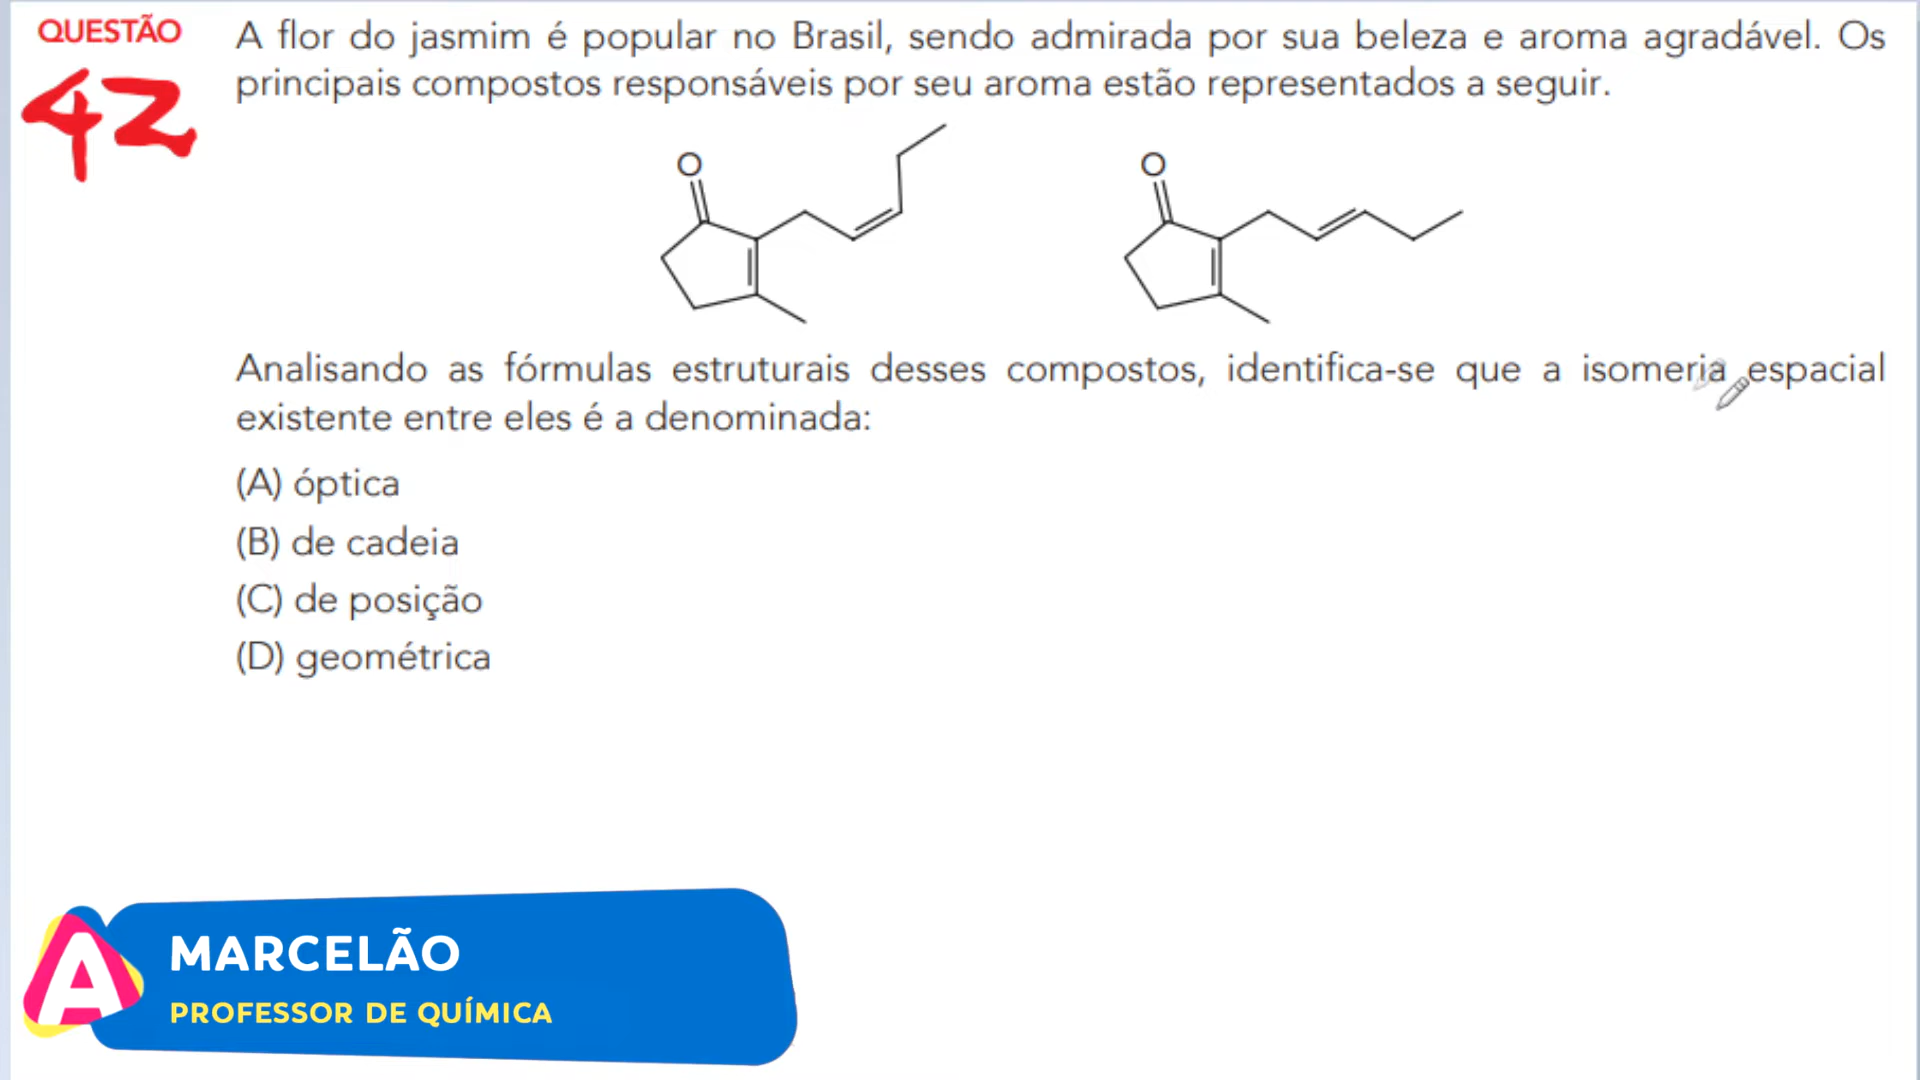 QUESTÃO
42
A flor do jasmim é popular no Brasil, sendo admirada por sua beleza e aroma agradável. Os
principais compostos responsáveis por seu aroma estão representados a seguir.
O
O
Analisando as fórmulas estruturais desses compostos, identifica-se que a isomeria espacial
existente entre eles é a denominada:
(A) óptica
(B) de cadeia
(C) de posição
(D) geométrica
A
MARCELÃO
PROFESSOR DE QUÍMICA